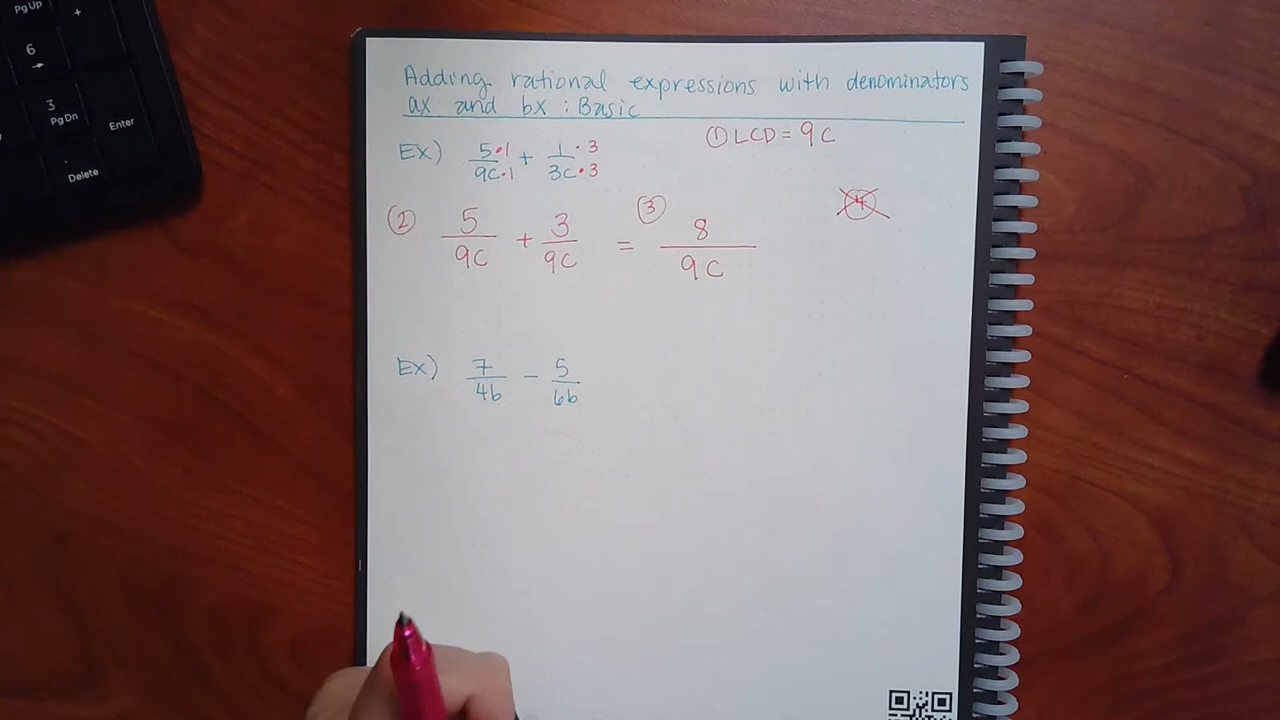 PgUp
+
6
3
PgDn
Enter
.
Delete
Adding rational expressions with denominators
ax and bx : Basic
① LCD = 9c
Ex) 5·1/9c·1 + 1·3/3c·3
② 5/9c + 3/9c = ③ 8/9c
④
Ex) 7/4b - 5/6b